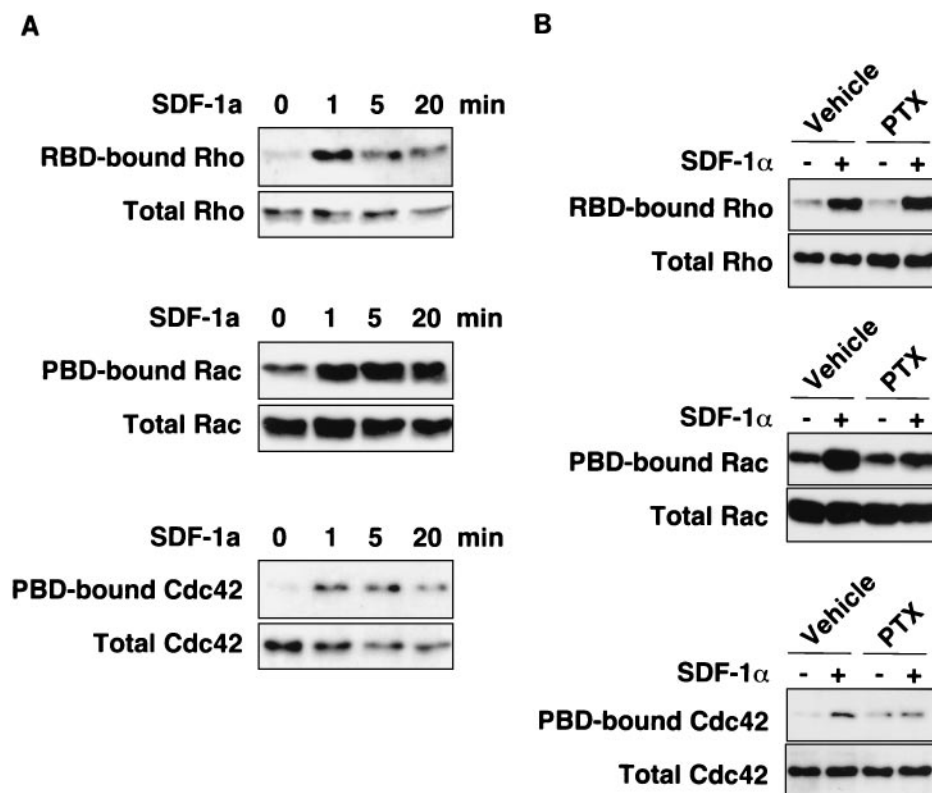 A
SDF-1a 0 1 5 20 min
RBD-bound Rho
Total Rho
SDF-1a 0 1 5 20 min
PBD-bound Rac
Total Rac
SDF-1a 0 1 5 20 min
PBD-bound Cdc42
Total Cdc42
B
Vehicle PTX
SDF-1α - + - +
RBD-bound Rho
Total Rho
Vehicle PTX
SDF-1α - + - +
PBD-bound Rac
Total Rac
Vehicle PTX
SDF-1α - + - +
PBD-bound Cdc42
Total Cdc42